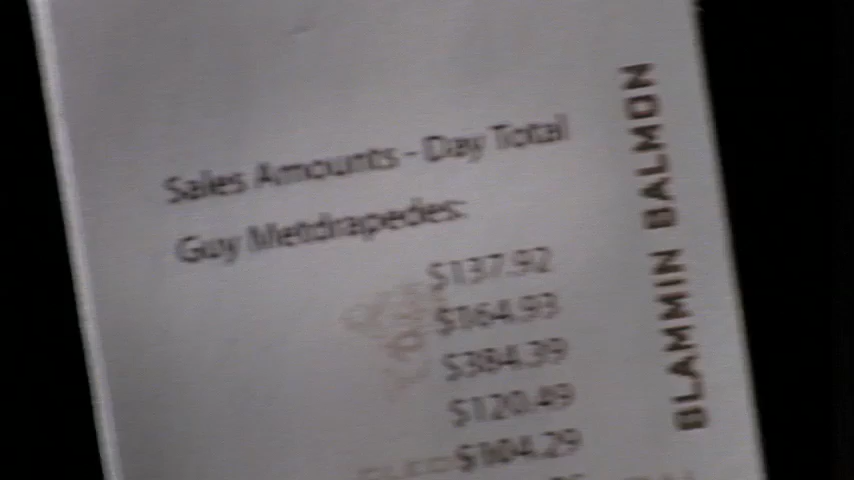 Sales Amounts - Day Total
Guy Metdrapedes:
$137.92
$164.93
$384.39
$120.49
$104.29
BLAMMIN BALMON